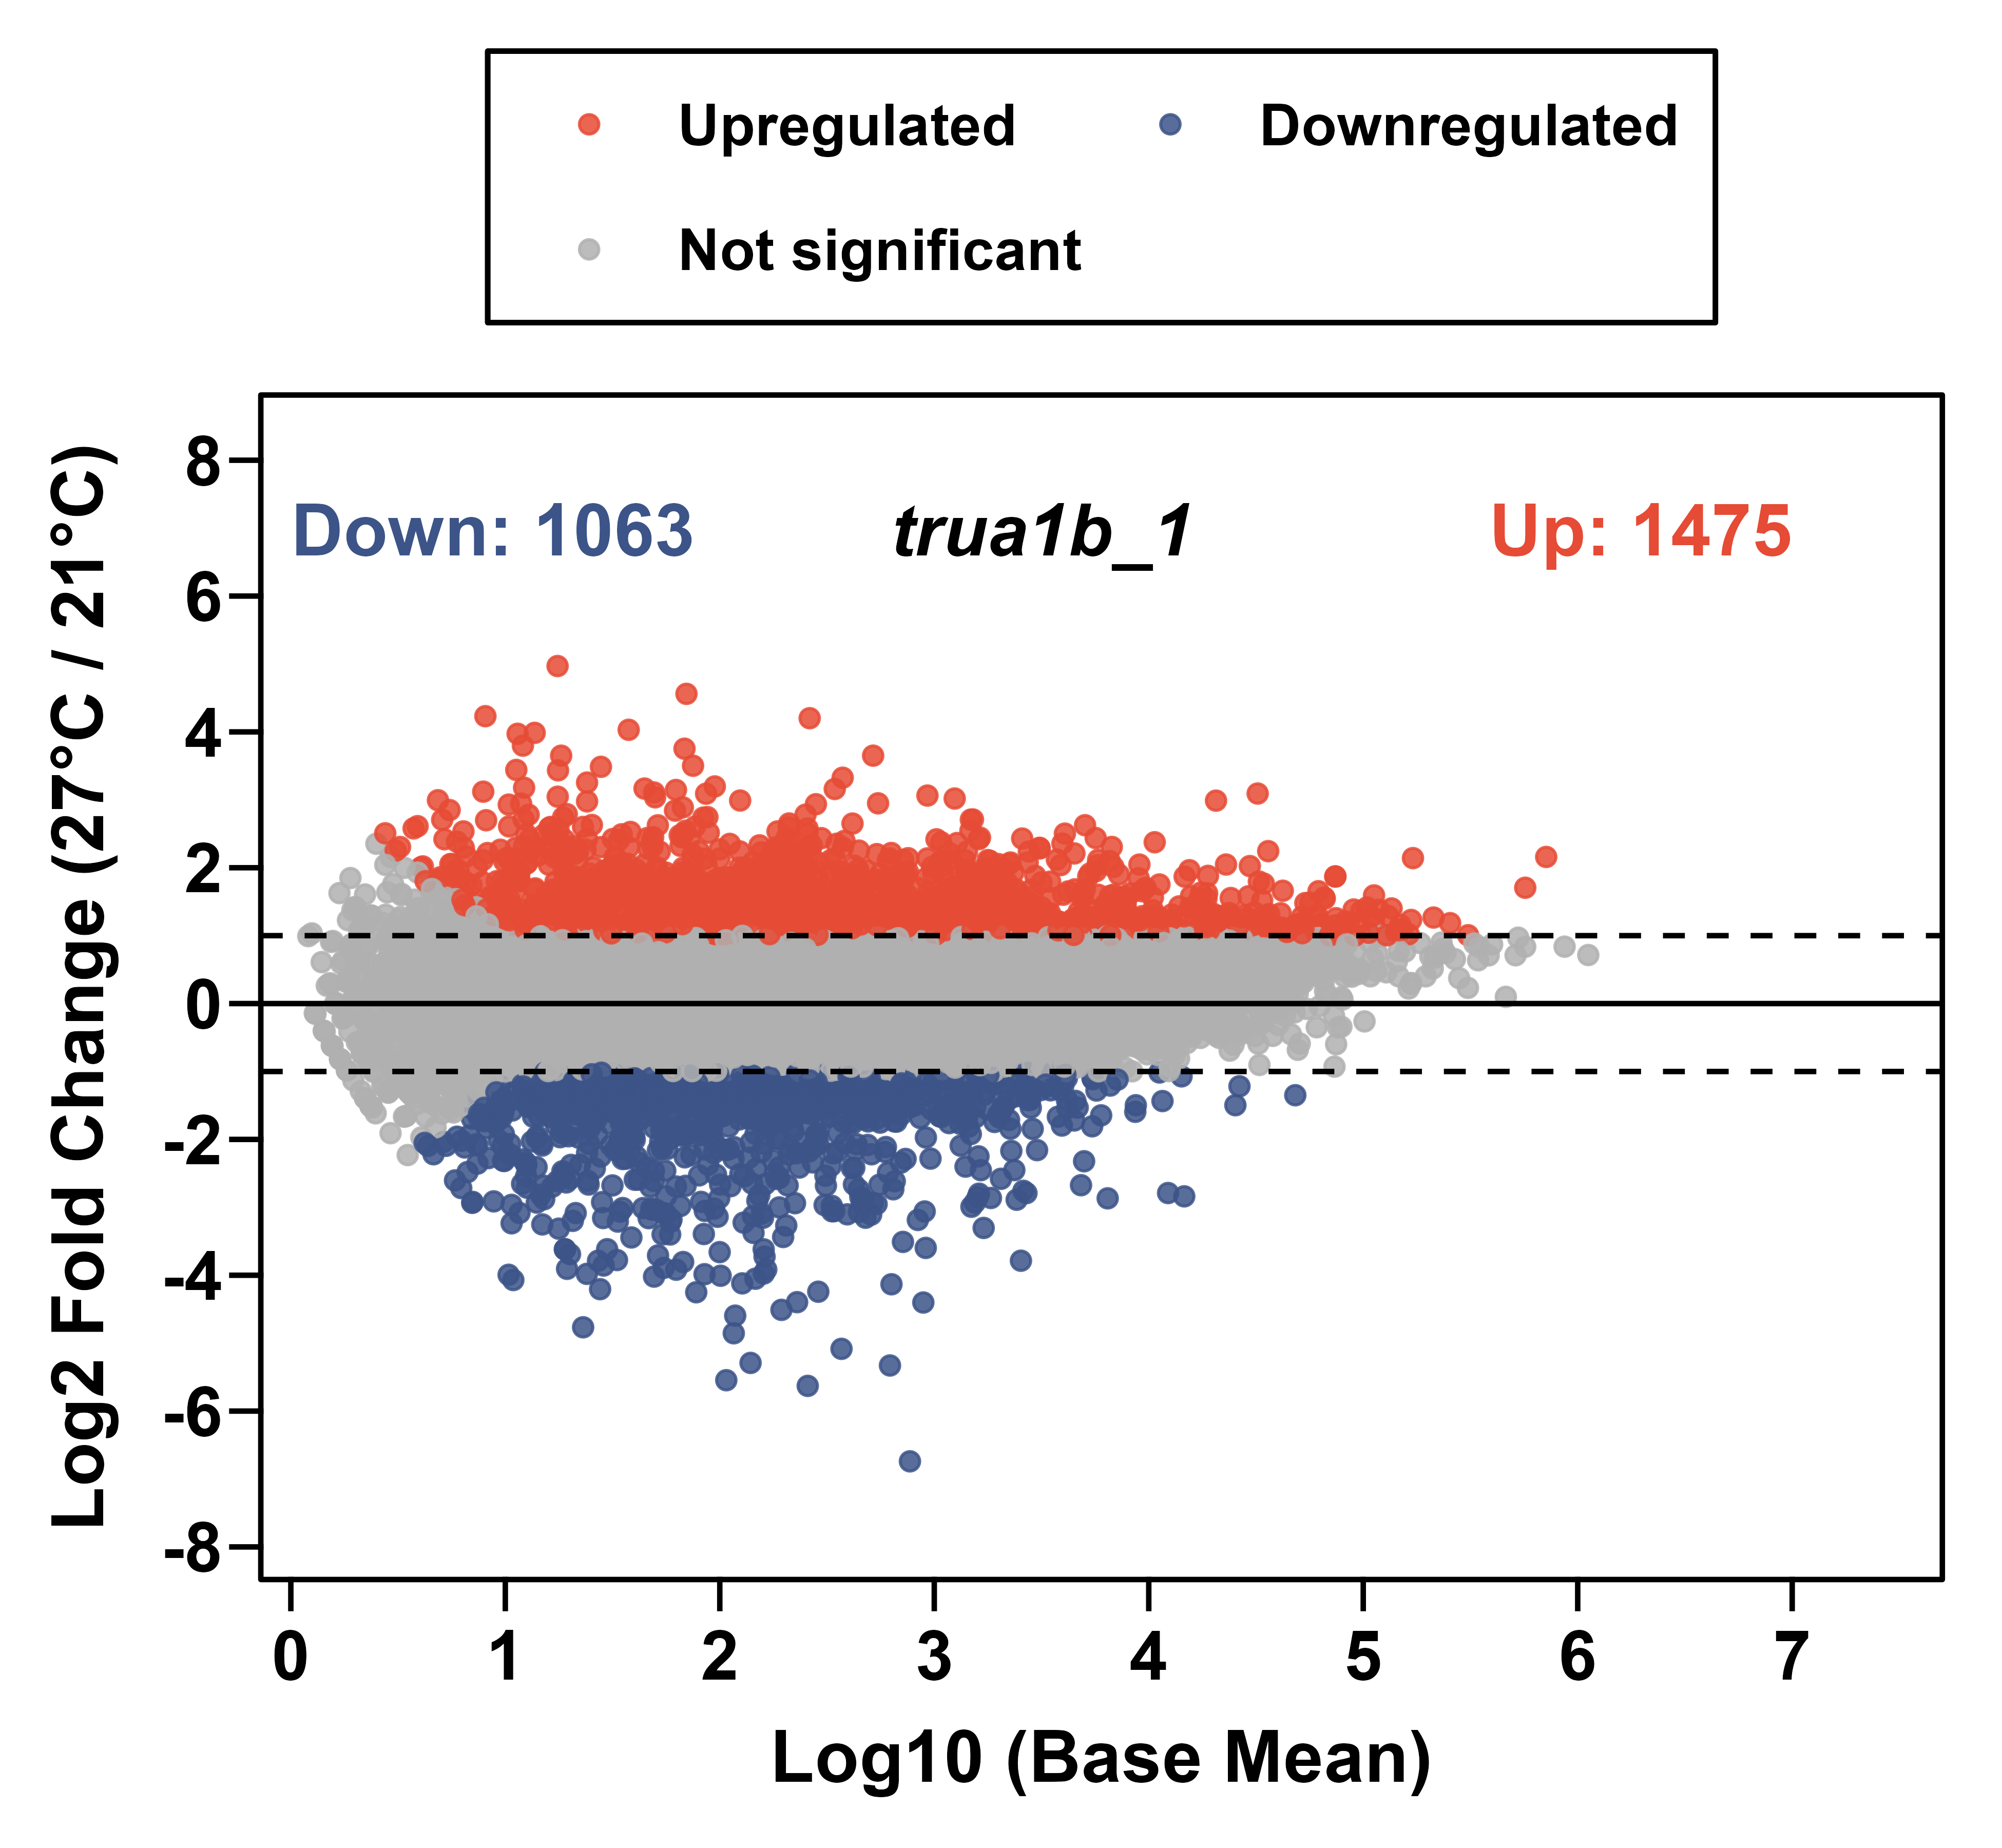 Upregulated
Downregulated
Not significant
Log2 Fold Change (27°C / 21°C)
8
6
4
2
0
-2
-4
-6
-8
Down: 1063
trua1b_1
Up: 1475
0 1 2 3 4 5 6 7
Log10 (Base Mean)